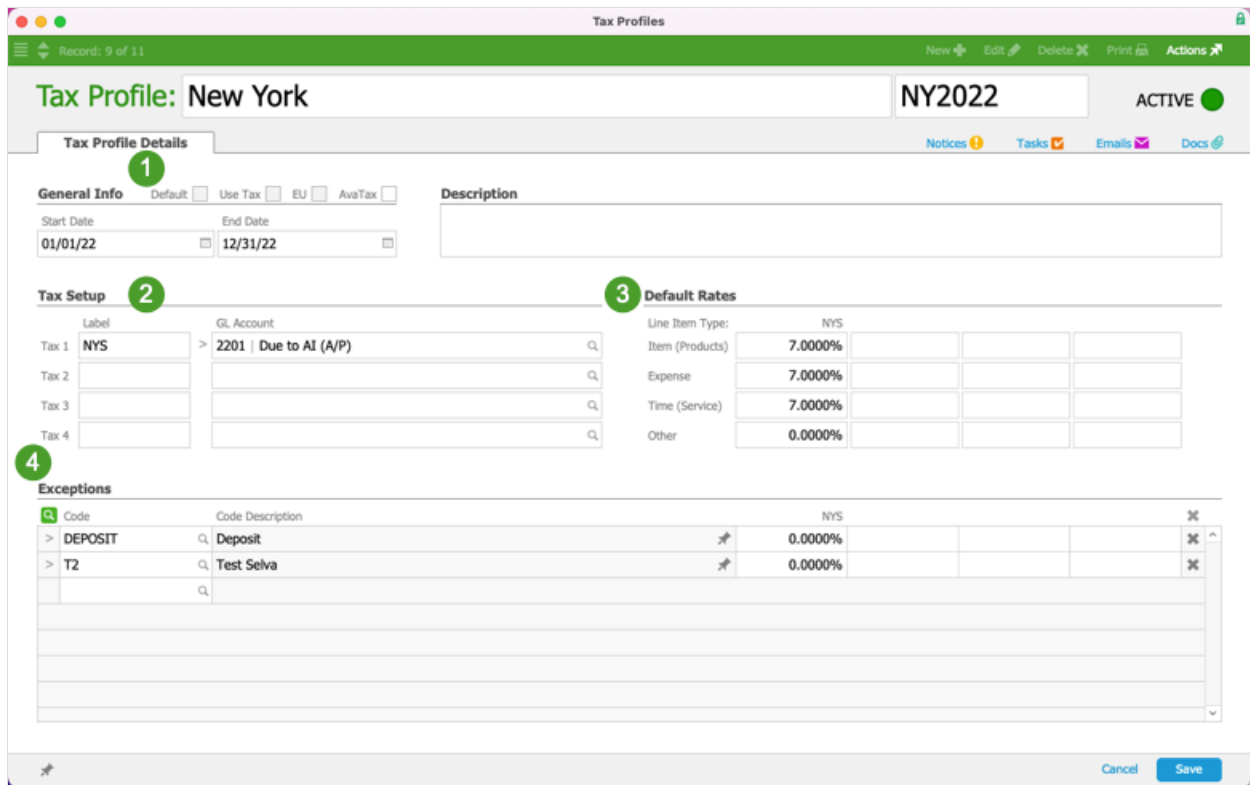 Tax Profiles
Record: 9 of 11 New Edit Delete Print Actions
Tax Profile: New York NY2022 ACTIVE
Tax Profile Details Notices Tasks Emails Docs
1
General Info Default Use Tax EU AvaTax Description
Start Date End Date
01/01/22 12/31/22
Tax Setup 2 3 Default Rates
Label GL Account Line Item Type: NYS
Tax 1 NYS > 2201 | Due to AI (A/P) Item (Products) 7.0000%
Tax 2 Expense 7.0000%
Tax 3 Time (Service) 7.0000%
Tax 4 Other 0.0000%
4
Exceptions
Code Code Description NYS
> DEPOSIT Deposit 0.0000%
> T2 Test Selva 0.0000%
Cancel Save